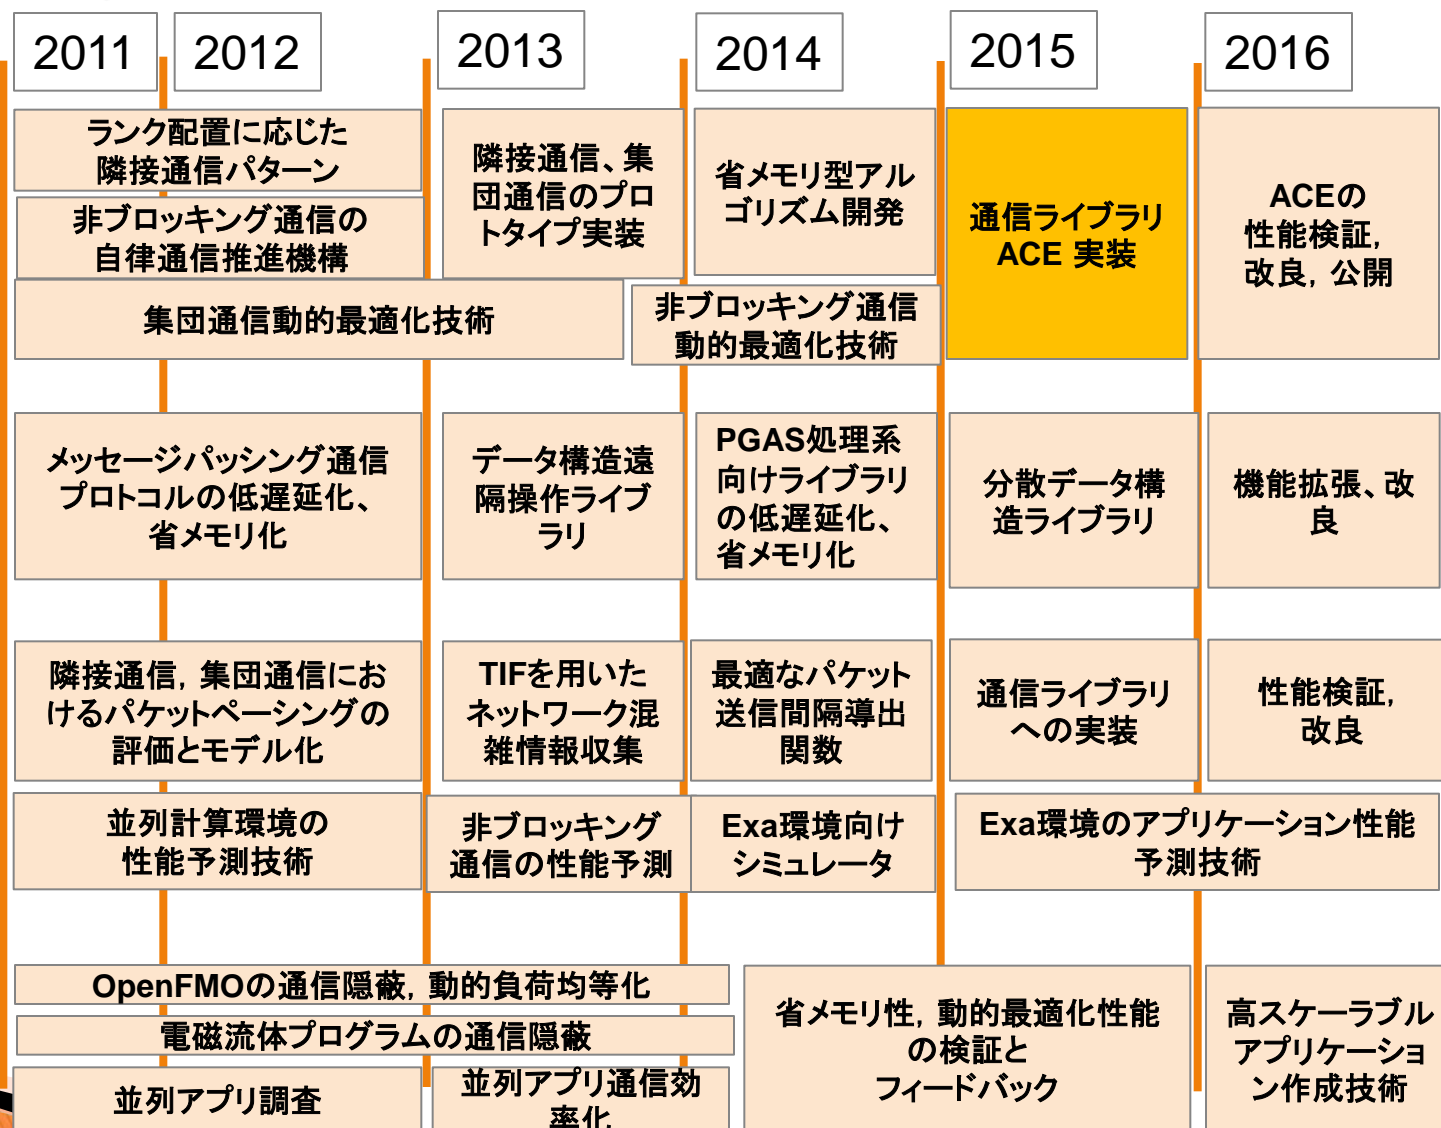 2011
2012
2013
2014
2015
2016
ランク配置に応じた
隣接通信パターン
非ブロッキング通信の
自律通信推進機構
集団通信動的最適化技術
隣接通信、集
団通信のプロ
トタイプ実装
省メモリ型アル
ゴリズム開発
非ブロッキング通信
動的最適化技術
通信ライブラリ
ACE 実装
ACEの
性能検証,
改良, 公開
メッセージパッシング通信
プロトコルの低遅延化、
省メモリ化
データ構造遠
隔操作ライブ
ラリ
PGAS処理系
向けライブラリ
の低遅延化、
省メモリ化
分散データ構
造ライブラリ
機能拡張、改
良
隣接通信, 集団通信にお
けるパケットペーシングの
評価とモデル化
TIFを用いた
ネットワーク混
雑情報収集
最適なパケット
送信間隔導出
関数
通信ライブラリ
への実装
性能検証,
改良
並列計算環境の
性能予測技術
非ブロッキング
通信の性能予測
Exa環境向け
シミュレータ
Exa環境のアプリケーション性能
予測技術
OpenFMOの通信隠蔽, 動的負荷均等化
電磁流体プログラムの通信隠蔽
並列アプリ調査
並列アプリ通信効
率化
省メモリ性, 動的最適化性能
の検証と
フィードバック
高スケーラブル
アプリケーショ
ン作成技術